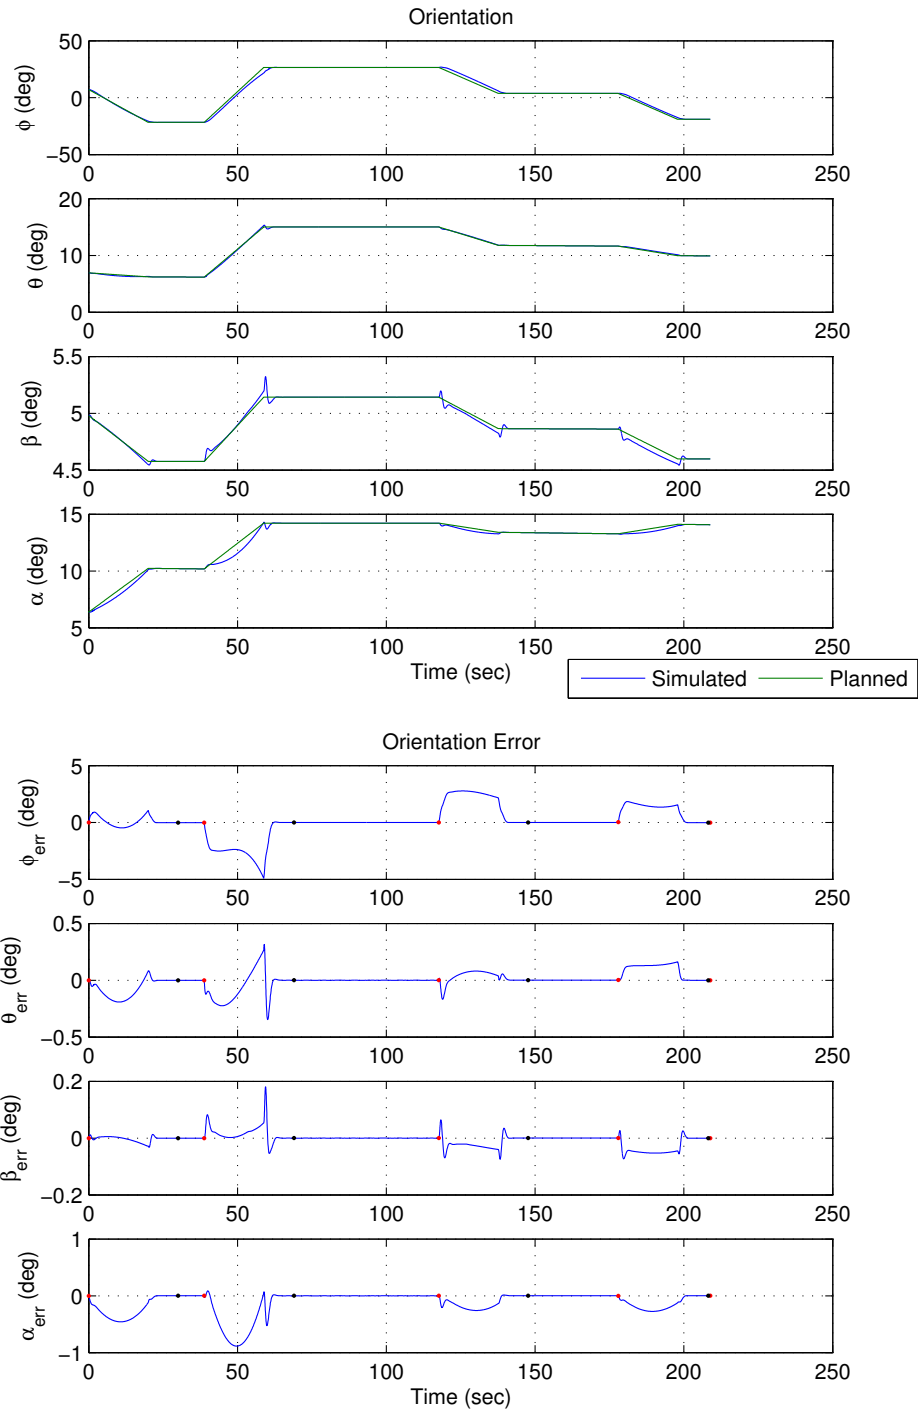 Orientation
50
0
−50
ϕ (deg)
0 50 100 150 200 250
20
10
0
θ (deg)
0 50 100 150 200 250
5.5
5
4.5
β (deg)
0 50 100 150 200 250
15
10
5
α (deg)
0 50 100 150 200 250
Time (sec)
Simulated Planned
Orientation Error
5
0
−5
ϕerr (deg)
0 50 100 150 200 250
0.5
0
−0.5
θerr (deg)
0 50 100 150 200 250
0.2
0
−0.2
βerr (deg)
0 50 100 150 200 250
1
0
−1
αerr (deg)
0 50 100 150 200 250
Time (sec)